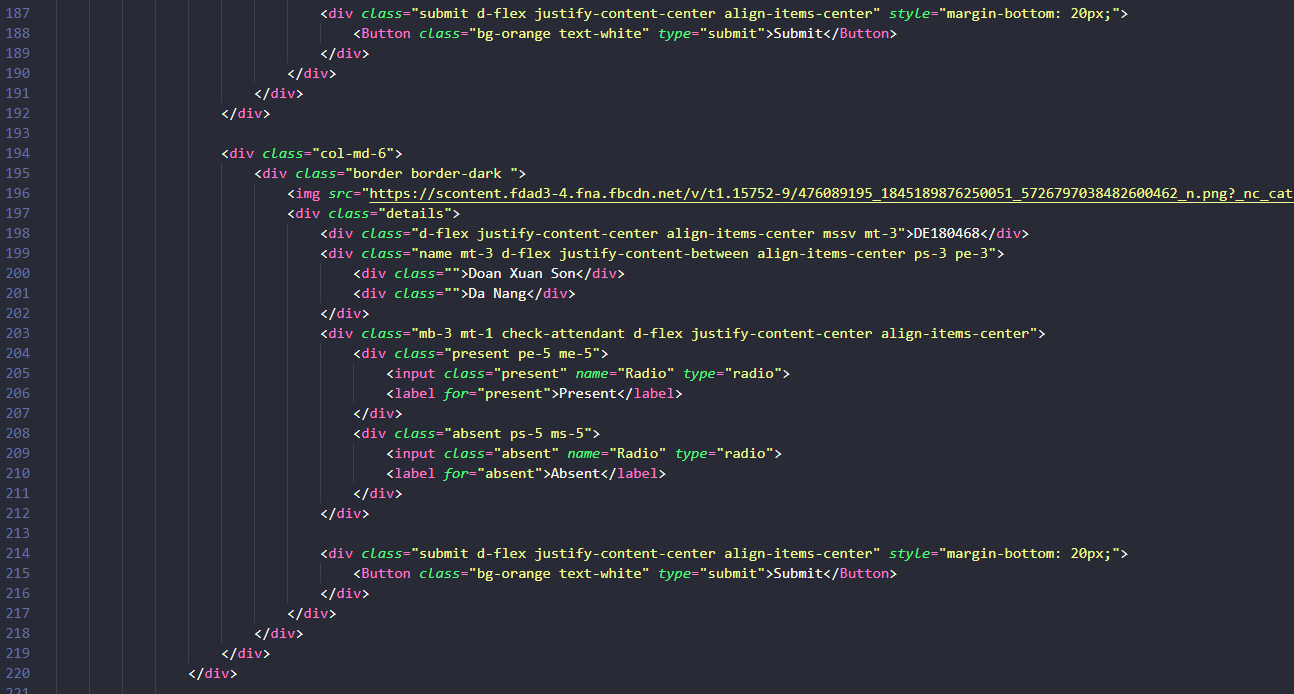 187 <div class="submit d-flex justify-content-center align-items-center" style="margin-bottom: 20px;">
188 <Button class="bg-orange text-white" type="submit">Submit</Button>
189 </div>
190 </div>
191 </div>
192 </div>
193
194 <div class="col-md-6">
195 <div class="border border-dark ">
196 <img src="https://scontent.fdad3-4.fna.fbcdn.net/v/t1.15752-9/476089195_1845189876250051_5726797038482600462_n.png?_nc_cat
197 <div class="details">
198 <div class="d-flex justify-content-center align-items-center mssv mt-3">DE180468</div>
199 <div class="name mt-3 d-flex justify-content-between align-items-center ps-3 pe-3">
200 <div class="">Doan Xuan Son</div>
201 <div class="">Da Nang</div>
202 </div>
203 <div class="mb-3 mt-1 check-attendant d-flex justify-content-center align-items-center">
204 <div class="present pe-5 me-5">
205 <input class="present" name="Radio" type="radio">
206 <label for="present">Present</label>
207 </div>
208 <div class="absent ps-5 ms-5">
209 <input class="absent" name="Radio" type="radio">
210 <label for="absent">Absent</label>
211 </div>
212 </div>
213
214 <div class="submit d-flex justify-content-center align-items-center" style="margin-bottom: 20px;">
215 <Button class="bg-orange text-white" type="submit">Submit</Button>
216 </div>
217 </div>
218 </div>
219 </div>
220 </div>
221